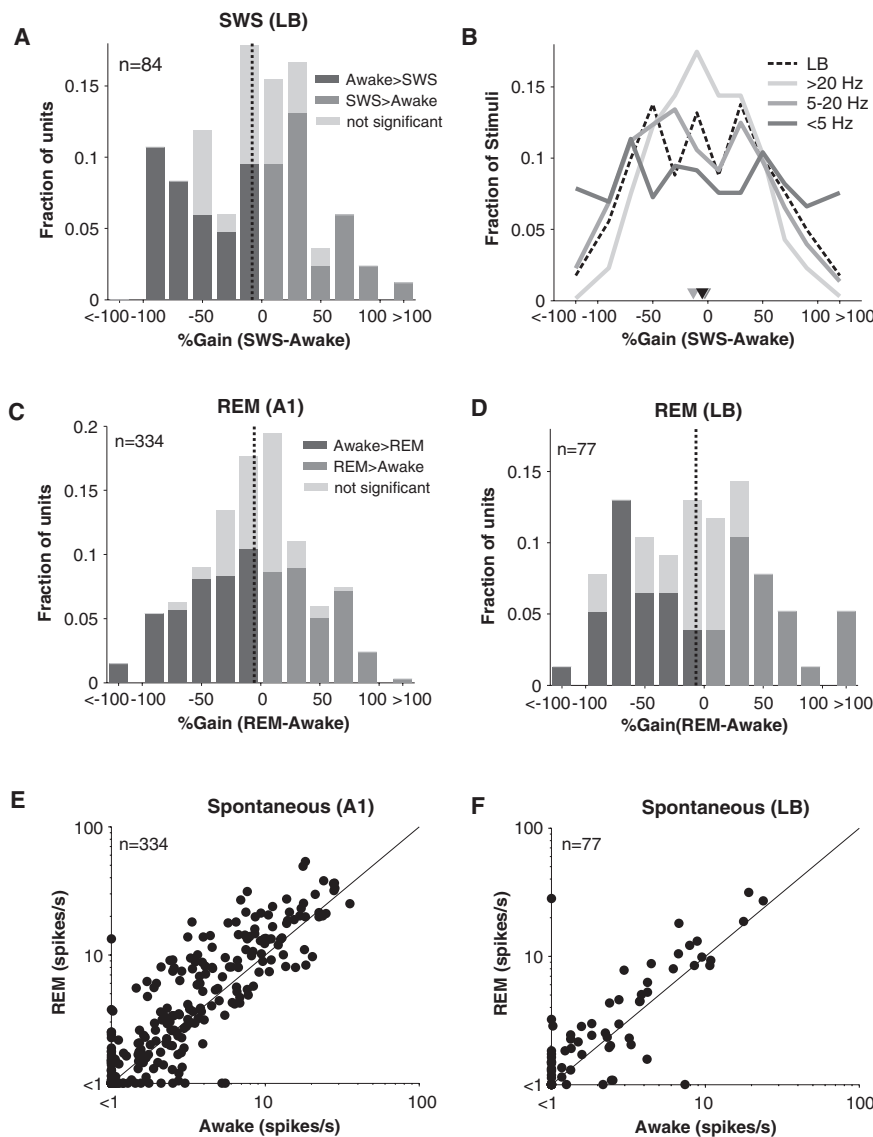 A
SWS (LB)
n=84
Awake>SWS
SWS>Awake
not significant
Fraction of units
0.15
0.1
0.05
0
<-100 -100 -50 0 50 100 >100
%Gain (SWS-Awake)
B
LB
>20 Hz
5-20 Hz
<5 Hz
Fraction of Stimuli
0.15
0.1
0.05
0
<-100 -100 -50 0 50 100 >100
%Gain (SWS-Awake)
C
REM (A1)
n=334
Awake>REM
REM>Awake
not significant
Fraction of units
0.2
0.15
0.1
0.05
0
<-100 -100 -50 0 50 100 >100
%Gain (REM-Awake)
D
REM (LB)
n=77
Fraction of units
0.15
0.1
0.05
0
<-100 -100 -50 0 50 100 >100
%Gain(REM-Awake)
E
Spontaneous (A1)
n=334
REM (spikes/s)
100
10
<1
<1 10 100
Awake (spikes/s)
F
Spontaneous (LB)
n=77
REM (spikes/s)
100
10
<1
<1 10 100
Awake (spikes/s)